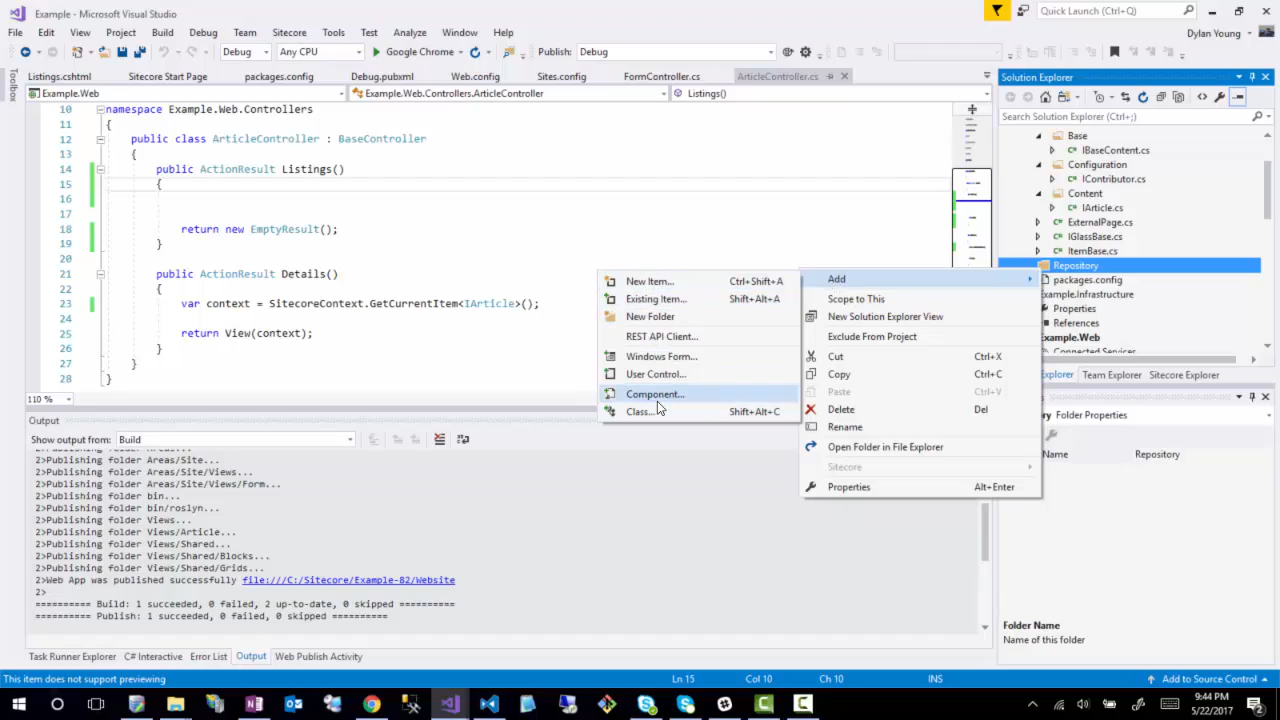 Example - Microsoft Visual Studio
Quick Launch (Ctrl+Q)
File Edit View Project Build Debug Team Sitecore Tools Test Analyze Window Help
Dylan Young
Debug Any CPU Google Chrome Publish: Debug
Toolbox
Listings.cshtml Sitecore Start Page packages.config Debug.pubxml Web.config Sites.config FormController.cs ArticleController.cs
Example.Web Example.Web.Controllers.ArticleController Listings()
10 namespace Example.Web.Controllers
11 {
12 public class ArticleController : BaseController
13 {
14 public ActionResult Listings()
15 {
16
17
18 return new EmptyResult();
19 }
20
21 public ActionResult Details()
22 {
23 var context = SitecoreContext.GetCurrentItem<IArticle>();
24
25 return View(context);
26 }
27 }
28 }
110 %
New Item... Ctrl+Shift+A
Existing Item... Shift+Alt+A
New Folder
REST API Client...
Windows Form...
User Control...
Component...
Class... Shift+Alt+C
Add
Scope to This
New Solution Explorer View
Exclude From Project
Cut Ctrl+X
Copy Ctrl+C
Paste Ctrl+V
Delete Del
Rename
Open Folder in File Explorer
Sitecore
Properties Alt+Enter
Solution Explorer
Search Solution Explorer (Ctrl+;)
Base
IBaseContent.cs
Configuration
IContributor.cs
Content
IArticle.cs
ExternalPage.cs
IGlassBase.cs
ItemBase.cs
Repository
packages.config
Example.Infrastructure
Properties
References
Example.Web
Connected Services
Explorer Team Explorer Sitecore Explorer
Folder Properties
Name Repository
Folder Name
Name of this folder
Output
Show output from: Build
2>Publishing folder Areas/Site...
2>Publishing folder Areas/Site/Views...
2>Publishing folder Areas/Site/Views/Form...
2>Publishing folder bin...
2>Publishing folder bin/roslyn...
2>Publishing folder Views...
2>Publishing folder Views/Article...
2>Publishing folder Views/Shared...
2>Publishing folder Views/Shared/Blocks...
2>Publishing folder Views/Shared/Grids...
2>Web App was published successfully file:///C:/Sitecore/Example-82/Website
2>
========== Build: 1 succeeded, 0 failed, 2 up-to-date, 0 skipped ==========
========== Publish: 1 succeeded, 0 failed, 0 skipped ==========
Task Runner Explorer C# Interactive Error List Output Web Publish Activity
This item does not support previewing Ln 15 Col 10 Ch 10 INS Add to Source Control
9:44 PM
5/22/2017